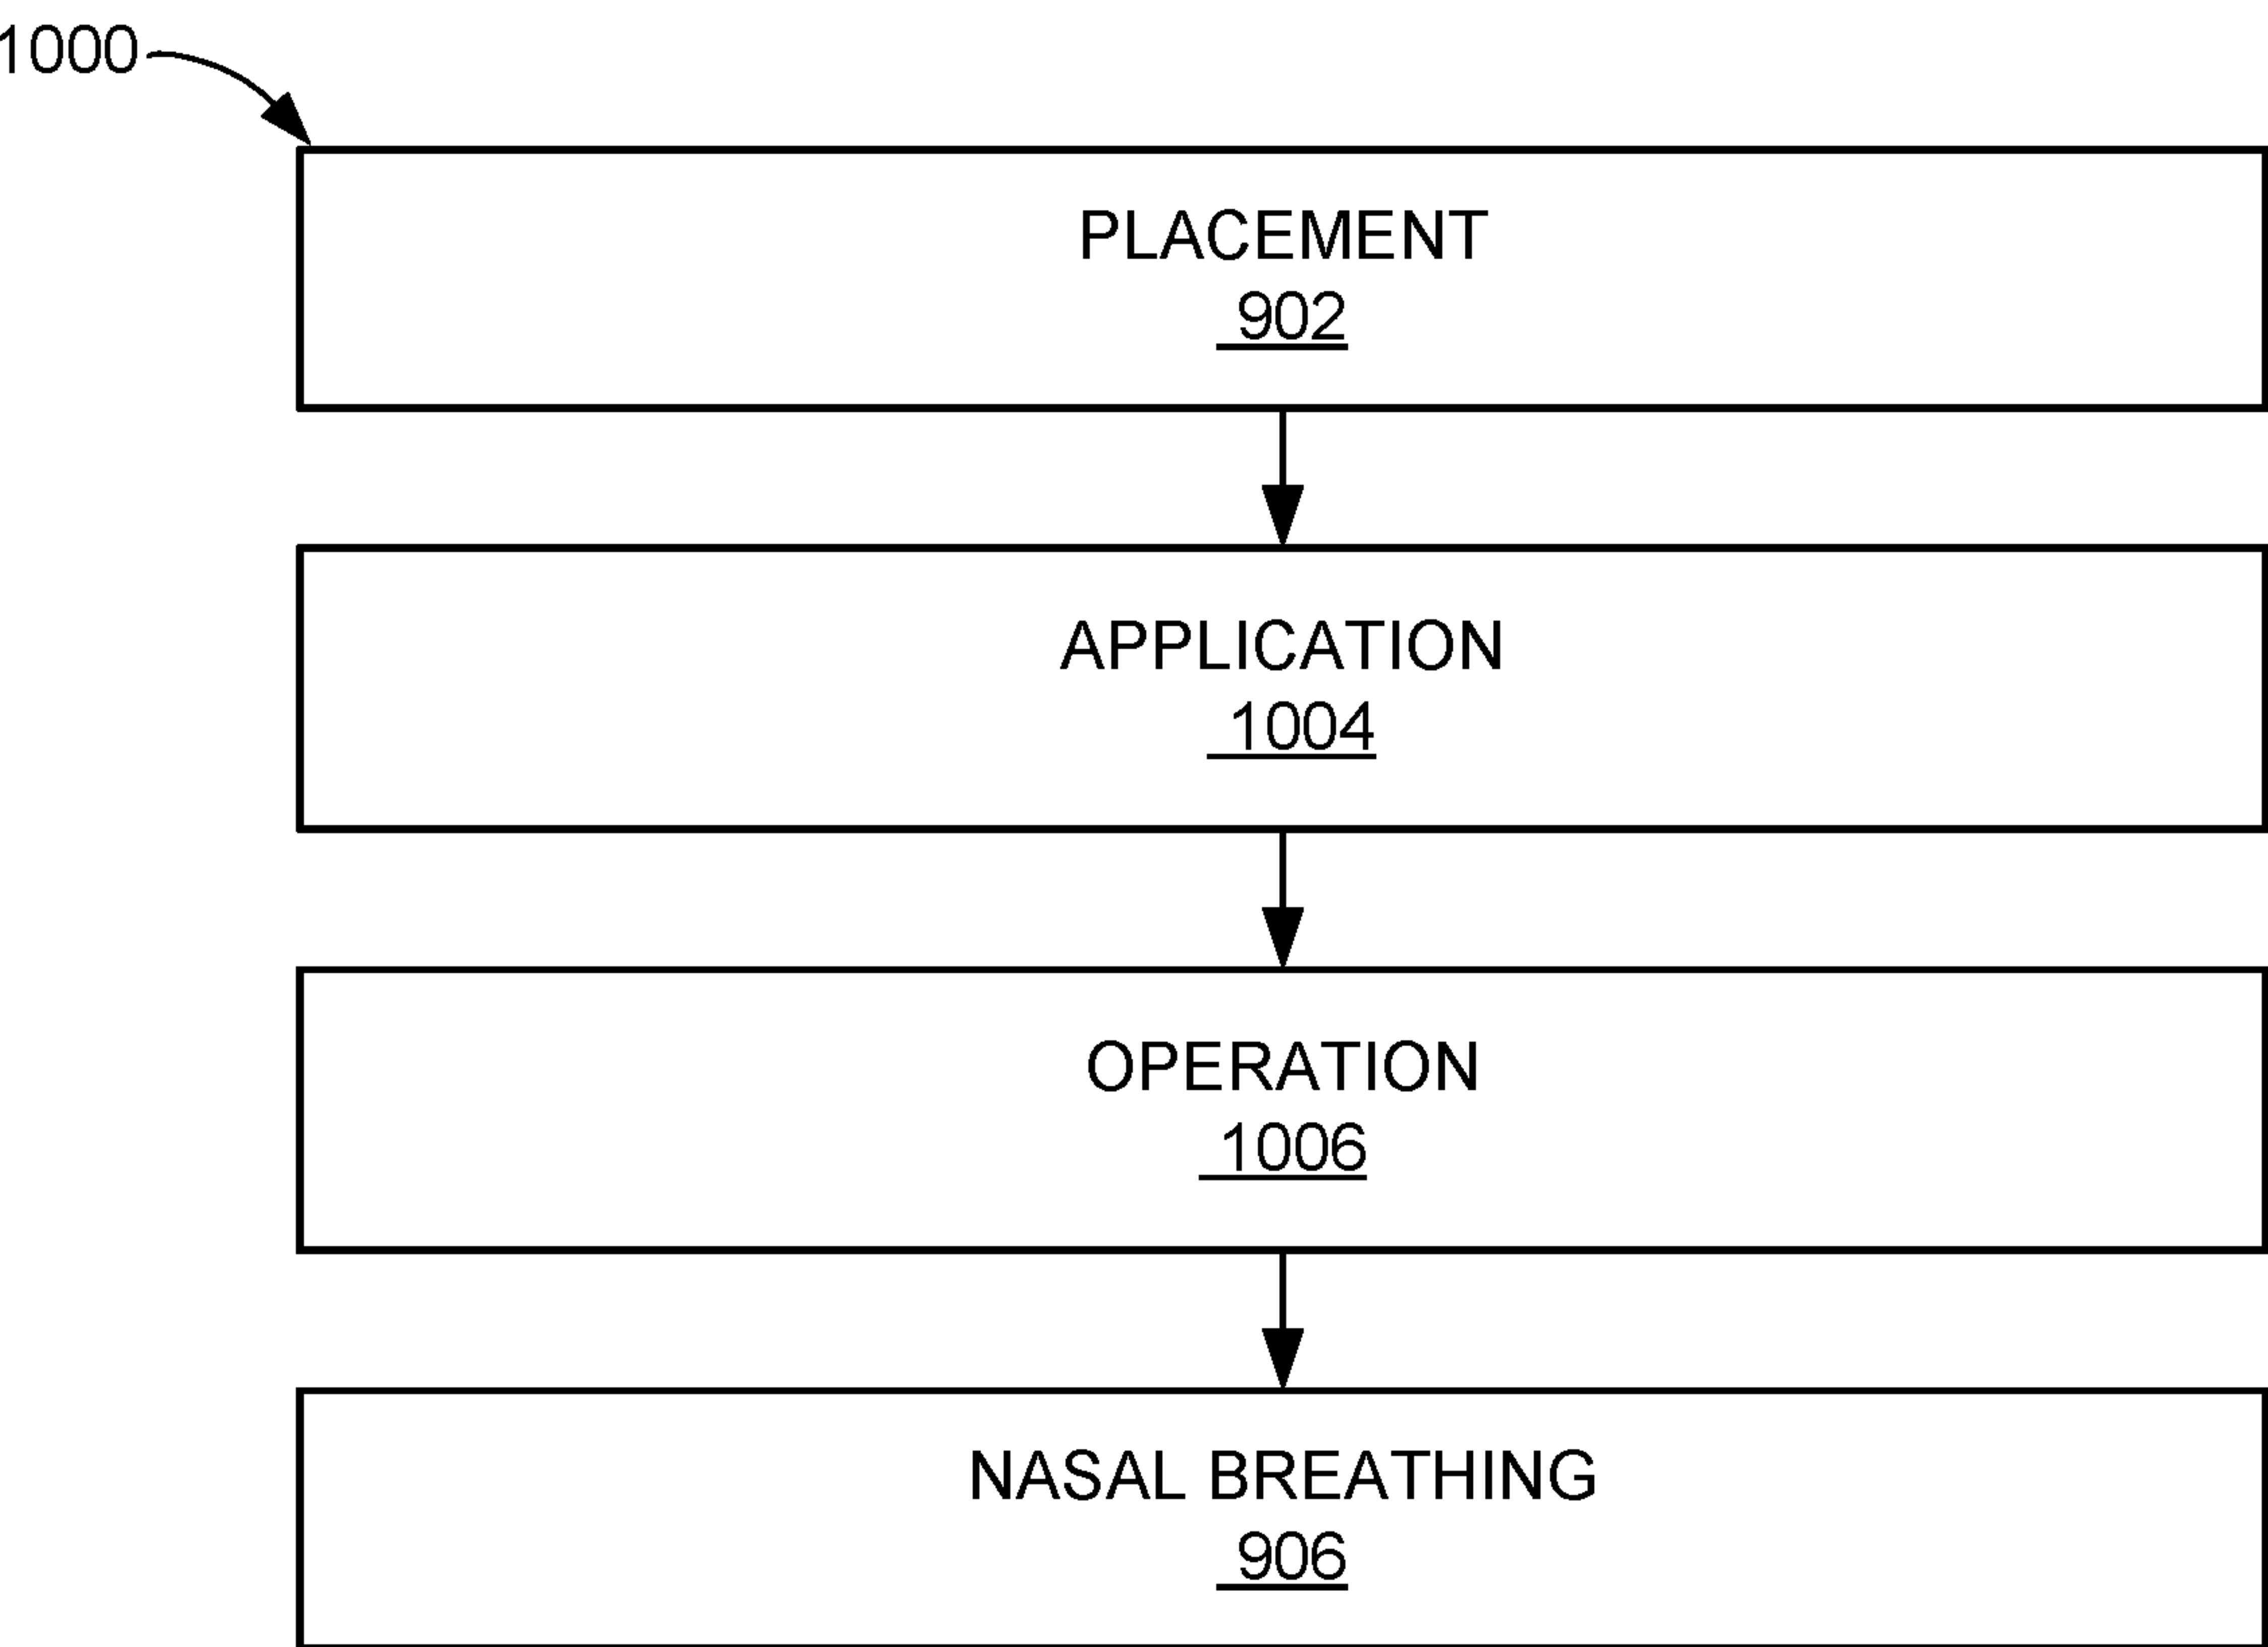 1000
PLACEMENT
902
APPLICATION
1004
OPERATION
1006
NASAL BREATHING
906